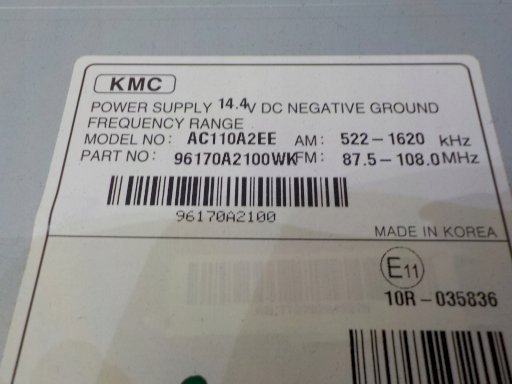 KMC
POWER SUPPLY 14.4V DC NEGATIVE GROUND
FREQUENCY RANGE
MODEL NO: AC110A2EE AM: 522-1620 kHz
PART NO: 96170A2100WK FM: 87.5-108.0 MHz
96170A2100
MADE IN KOREA
E11
10R-035836